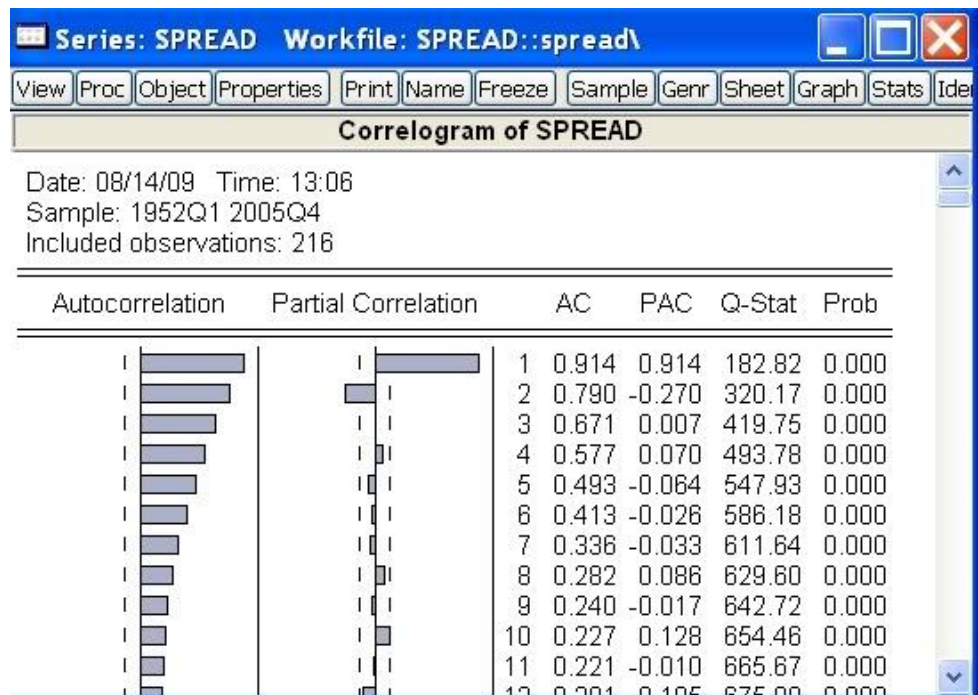 Series: SPREAD Workfile: SPREAD::spread\
View Proc Object Properties Print Name Freeze Sample Genr Sheet Graph Stats
Correlogram of SPREAD
Date: 08/14/09 Time: 13:06
Sample: 1952Q1 2005Q4
Included observations: 216
Autocorrelation Partial Correlation AC PAC Q-Stat Prob
1 0.914 0.914 182.82 0.000
2 0.790 -0.270 320.17 0.000
3 0.671 0.007 419.75 0.000
4 0.577 0.070 493.78 0.000
5 0.493 -0.064 547.93 0.000
6 0.413 -0.026 586.18 0.000
7 0.336 -0.033 611.64 0.000
8 0.282 0.086 629.60 0.000
9 0.240 -0.017 642.72 0.000
10 0.227 0.128 654.46 0.000
11 0.221 -0.010 665.67 0.000